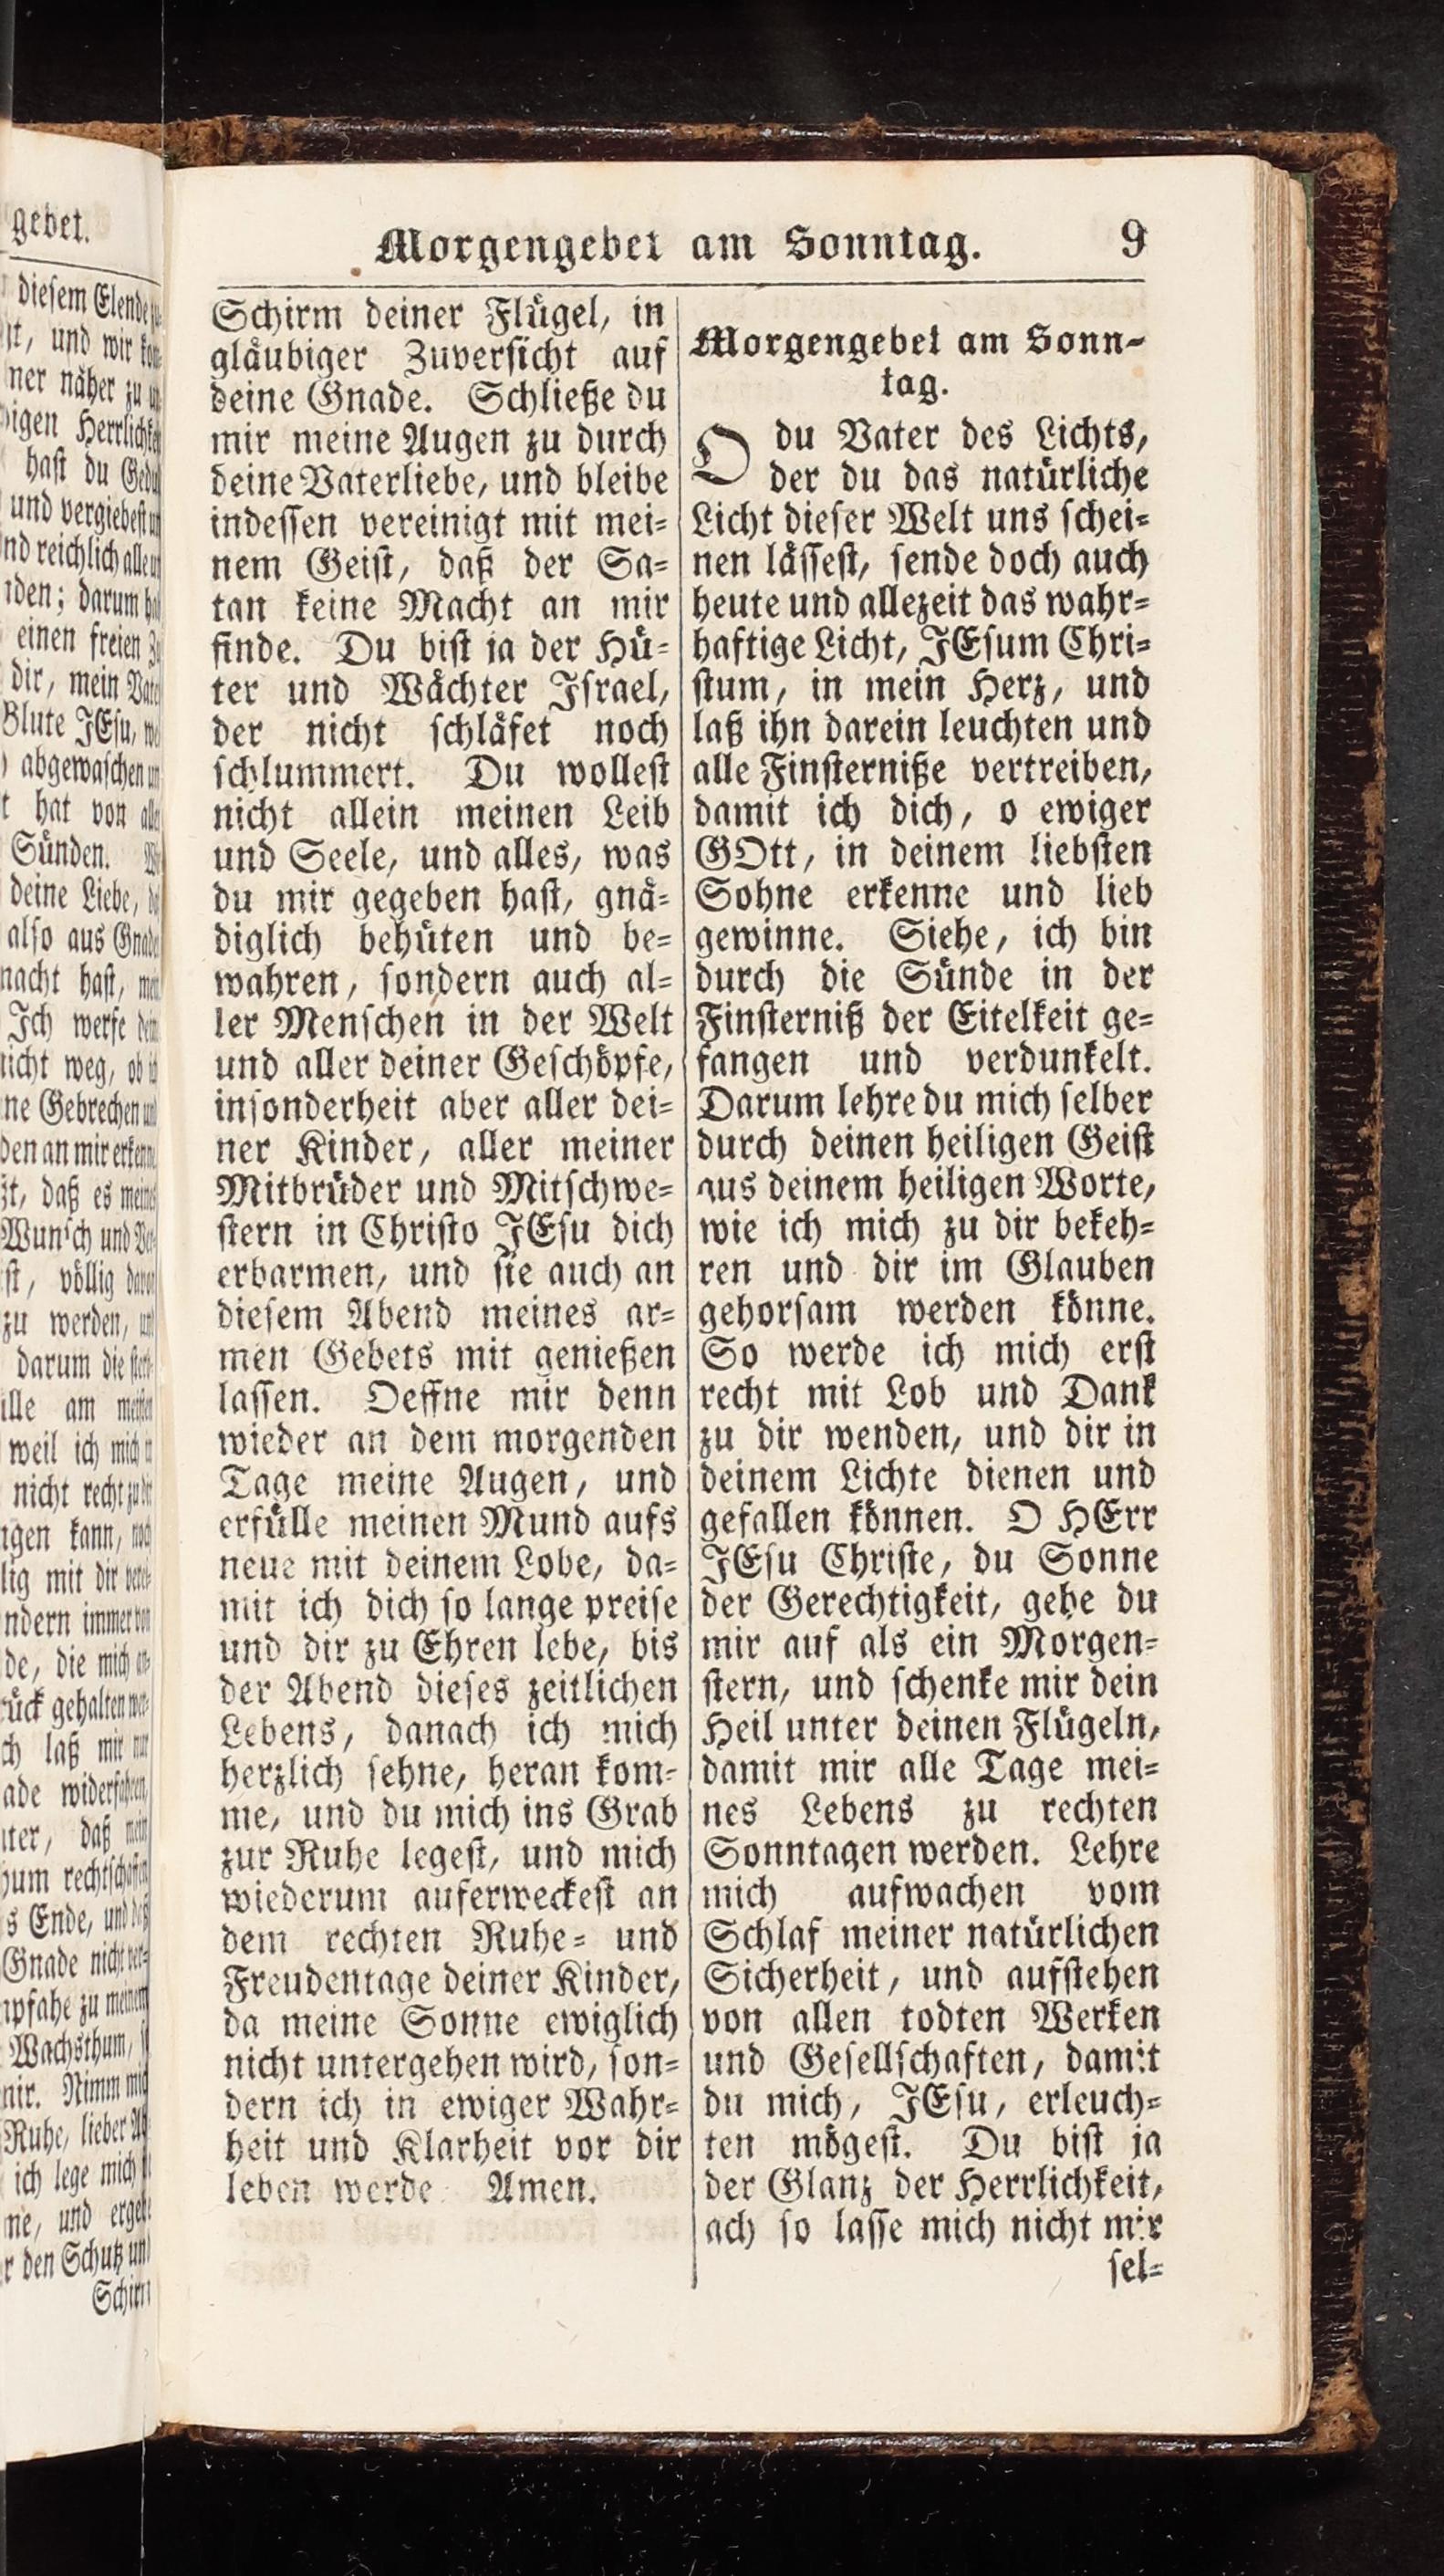 Morgengebet am Sonntag. 9
Schirm deiner Flügel, in
gläubiger Zuversicht auf
deine Gnade. Schließe du
mir meine Augen zu durch
deine Vaterliebe, und bleibe
indessen vereinigt mit mei=
nem Geist, daß der Sa=
tan keine Macht an mir
finde. Du bist ja der Hü=
ter und Wächter Israel,
der nicht schläfet noch
schlummert. Du wollest
nicht allein meinen Leib
und Seele, und alles, was
du mir gegeben hast, gnä=
diglich behüten und be=
wahren, sondern auch al=
ler Menschen in der Welt
und aller deiner Geschöpfe,
insonderheit aber aller dei=
ner Kinder, aller meiner
Mitbrüder und Mitschwe=
stern in Christo JEsu dich
erbarmen, und sie auch an
diesem Abend meines ar=
men Gebets mit genießen
lassen. Oeffne mir denn
wieder an dem morgenden
Tage meine Augen, und
erfülle meinen Mund aufs
neue mit deinem Lobe, da=
mit ich dich so lange preise
und dir zu Ehren lebe, bis
der Abend dieses zeitlichen
Lebens, danach ich mich
herzlich sehne, heran kom=
me, und du mich ins Grab
zur Ruhe legest, und mich
wiederum auferweckest an
dem rechten Ruhe= und
Freudentage deiner Kinder,
da meine Sonne ewiglich
nicht untergehen wird, son=
dern ich in ewiger Wahr=
heit und Klarheit vor dir
leben werde Amen.
Morgengebet am Sonn=
tag.
O du Vater des Lichts,
der du das natürliche
Licht dieser Welt uns schei=
nen lässest, sende doch auch
heute und allezeit das wahr=
haftige Licht, JEsum Chri=
stum, in mein Herz, und
laß ihn darein leuchten und
alle Finsterniße vertreiben,
damit ich dich, o ewiger
GOtt, in deinem liebsten
Sohne erkenne und lieb
gewinne. Siehe, ich bin
durch die Sünde in der
Finsterniß der Eitelkeit ge=
fangen und verdunkelt.
Darum lehre du mich selber
durch deinen heiligen Geist
aus deinem heiligen Worte,
wie ich mich zu dir bekeh=
ren und dir im Glauben
gehorsam werden könne.
So werde ich mich erst
recht mit Lob und Dank
zu dir wenden, und dir in
deinem Lichte dienen und
gefallen können. O HErr
JEsu Christe, du Sonne
der Gerechtigkeit, gehe du
mir auf als ein Morgen=
stern, und schenke mir dein
Heil unter deinen Flügeln,
damit mir alle Tage mei=
nes Lebens zu rechten
Sonntagen werden. Lehre
mich aufwachen vom
Schlaf meiner natürlichen
Sicherheit, und aufstehen
von allen todten Werken
und Gesellschaften, damit
du mich, JEsu, erleuch=
ten mögest. Du bist ja
der Glanz der Herrlichkeit,
ach so lasse mich nicht mir
sel=